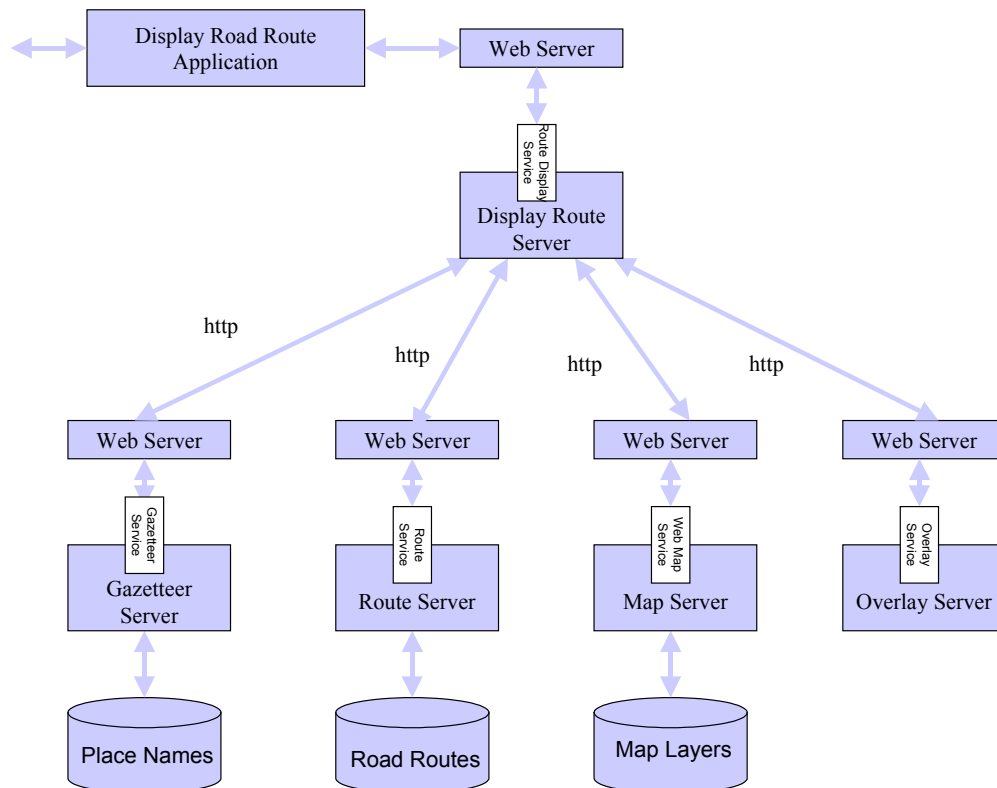 Display Road Route
Application
Web Server
Route Display
Service
Display Route
Server
http
http
http
http
Web Server
Web Server
Web Server
Web Server
Gazetteer
Service
Route
Service
Web Map
Service
Overlay
Service
Gazetteer
Server
Route Server
Map Server
Overlay Server
Place Names
Road Routes
Map Layers